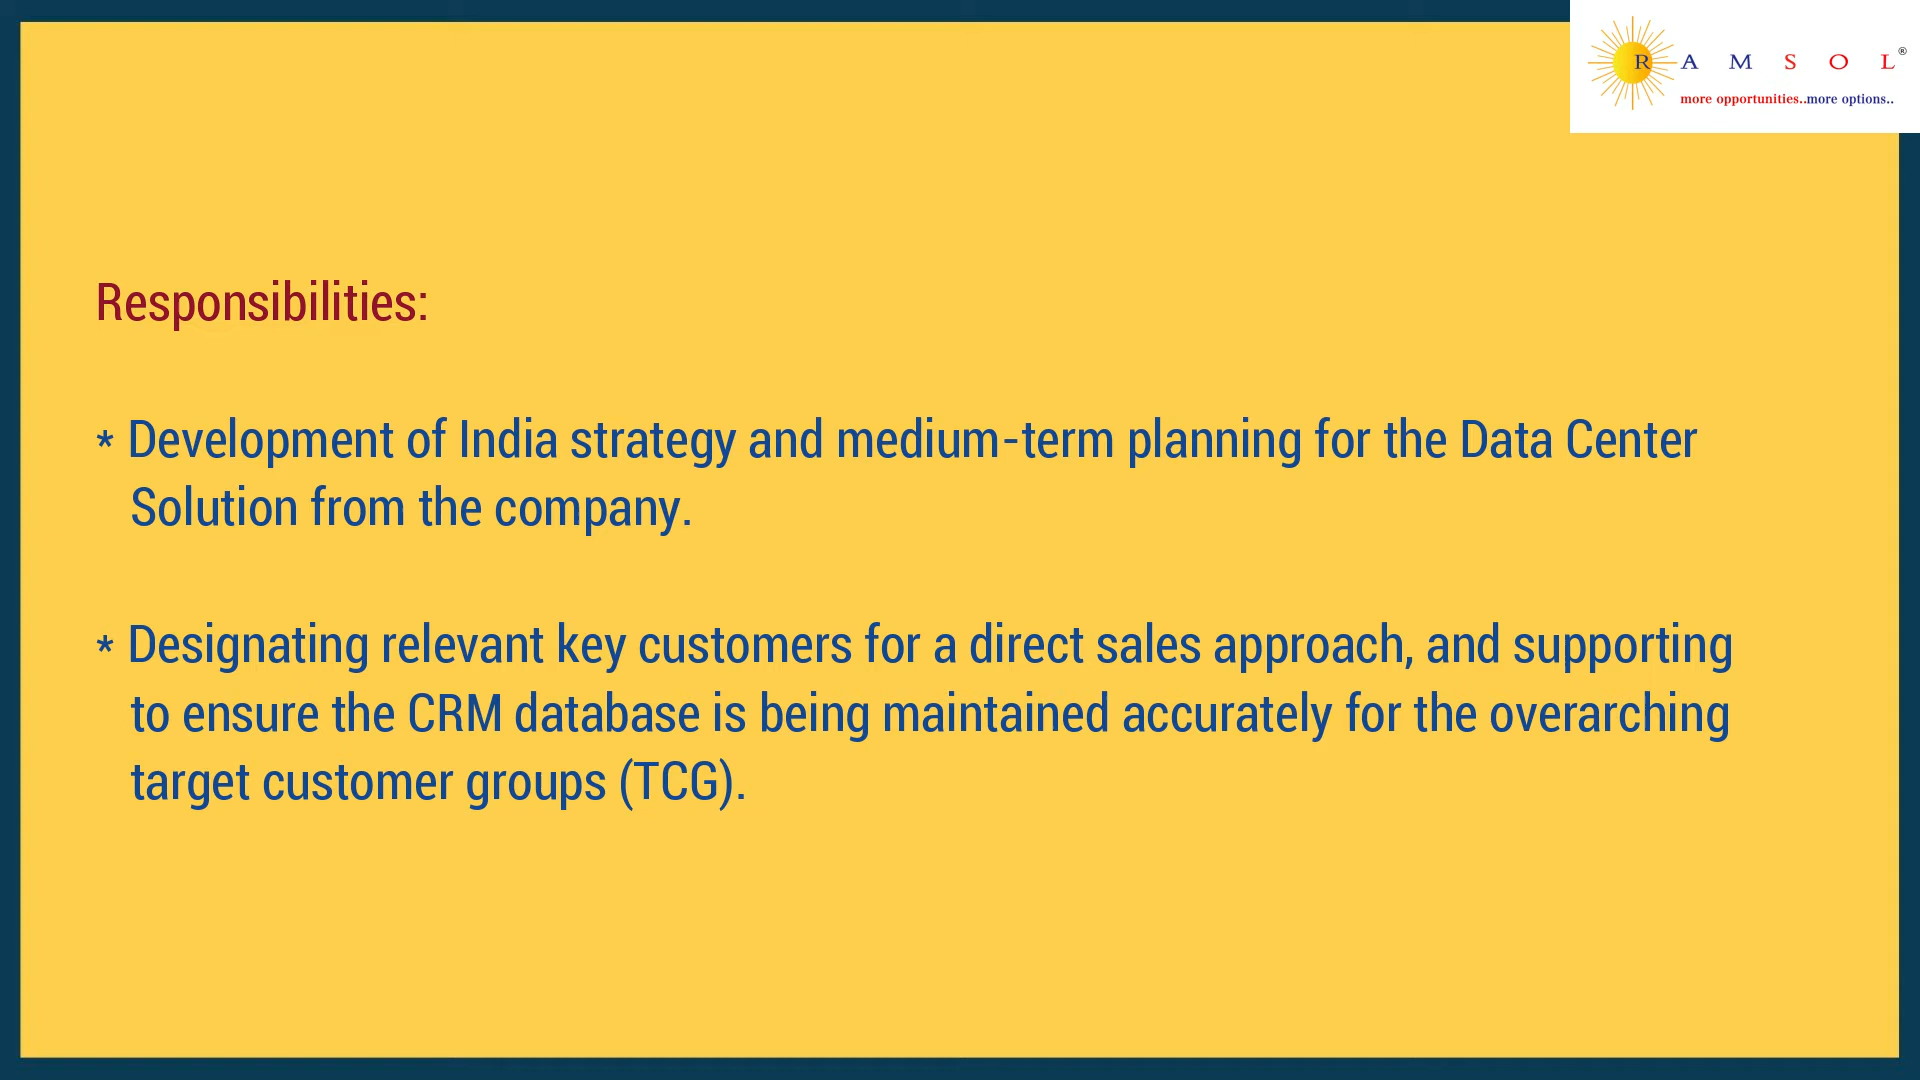 R A M S O L®
more opportunities..more options..
Responsibilities:
* Development of India strategy and medium-term planning for the Data Center
Solution from the company.
* Designating relevant key customers for a direct sales approach, and supporting
to ensure the CRM database is being maintained accurately for the overarching
target customer groups (TCG).